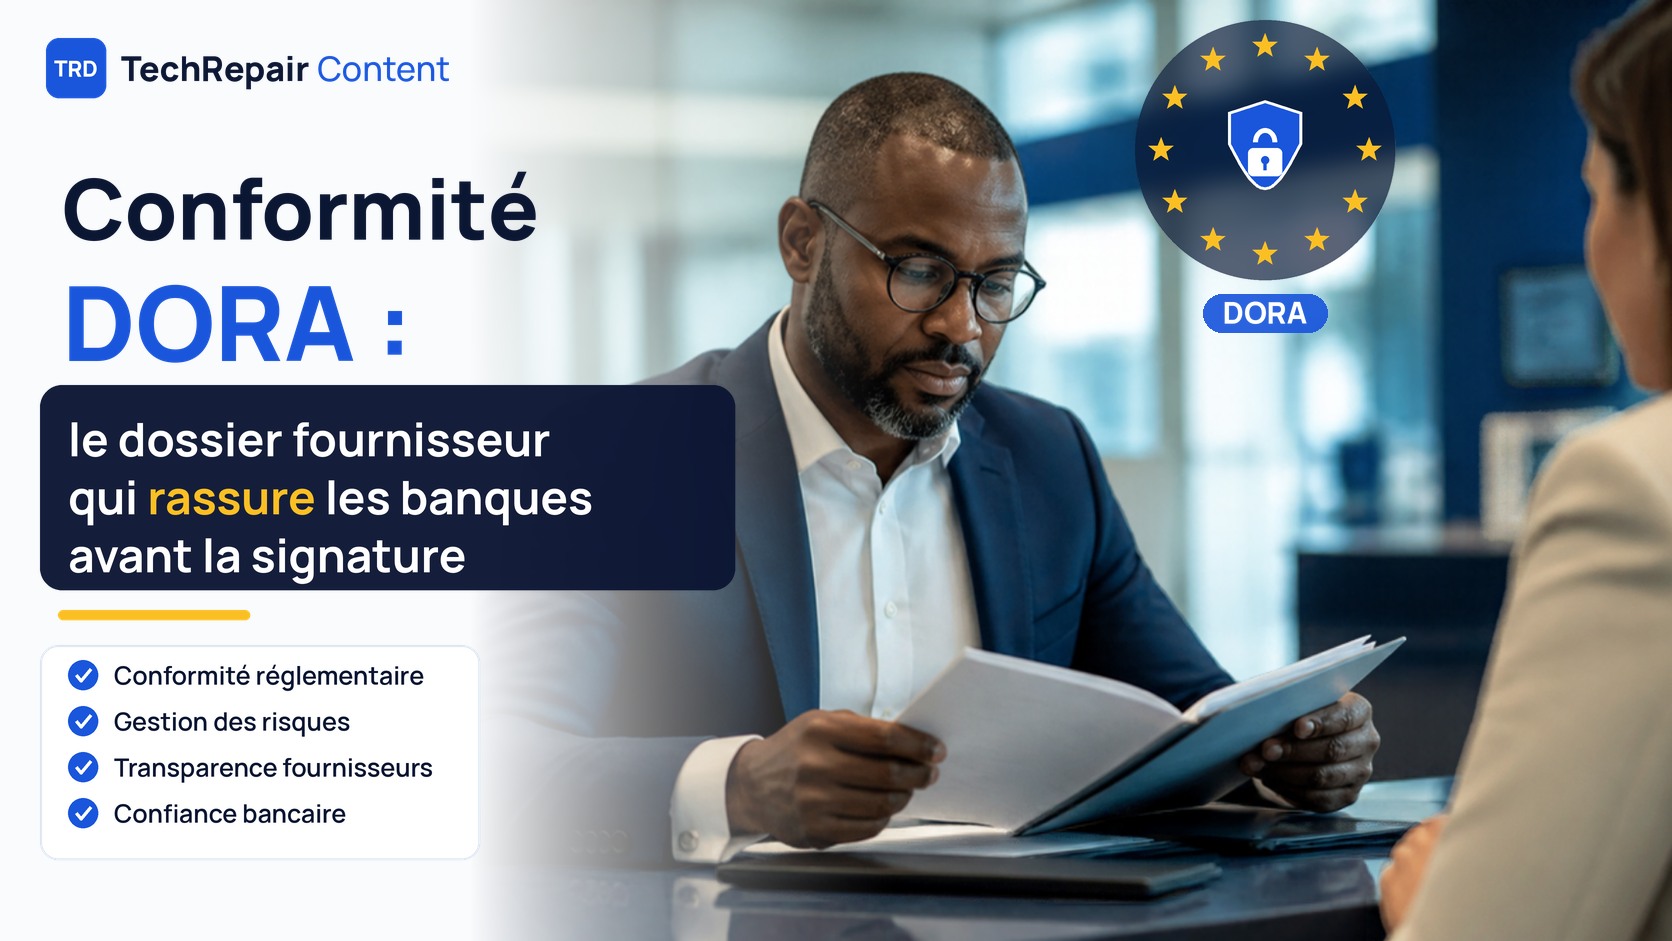 TRD TechRepair Content
Conformité
DORA :
le dossier fournisseur
qui rassure les banques
avant la signature
Conformité réglementaire
Gestion des risques
Transparence fournisseurs
Confiance bancaire
DORA